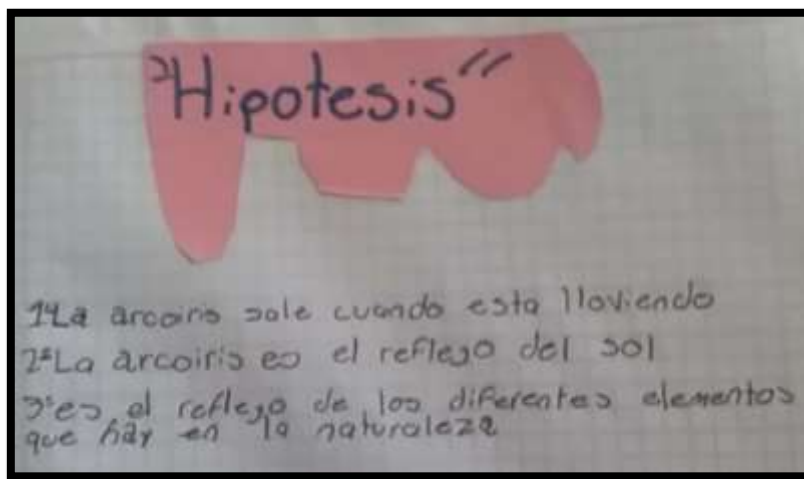 "Hipotesis"
1ªLa arcoiris sale cuando esta lloviendo
2ªLa arcoiris es el reflejo del sol
3ªes el reflejo de los diferentes elementos
que hay en la naturaleza